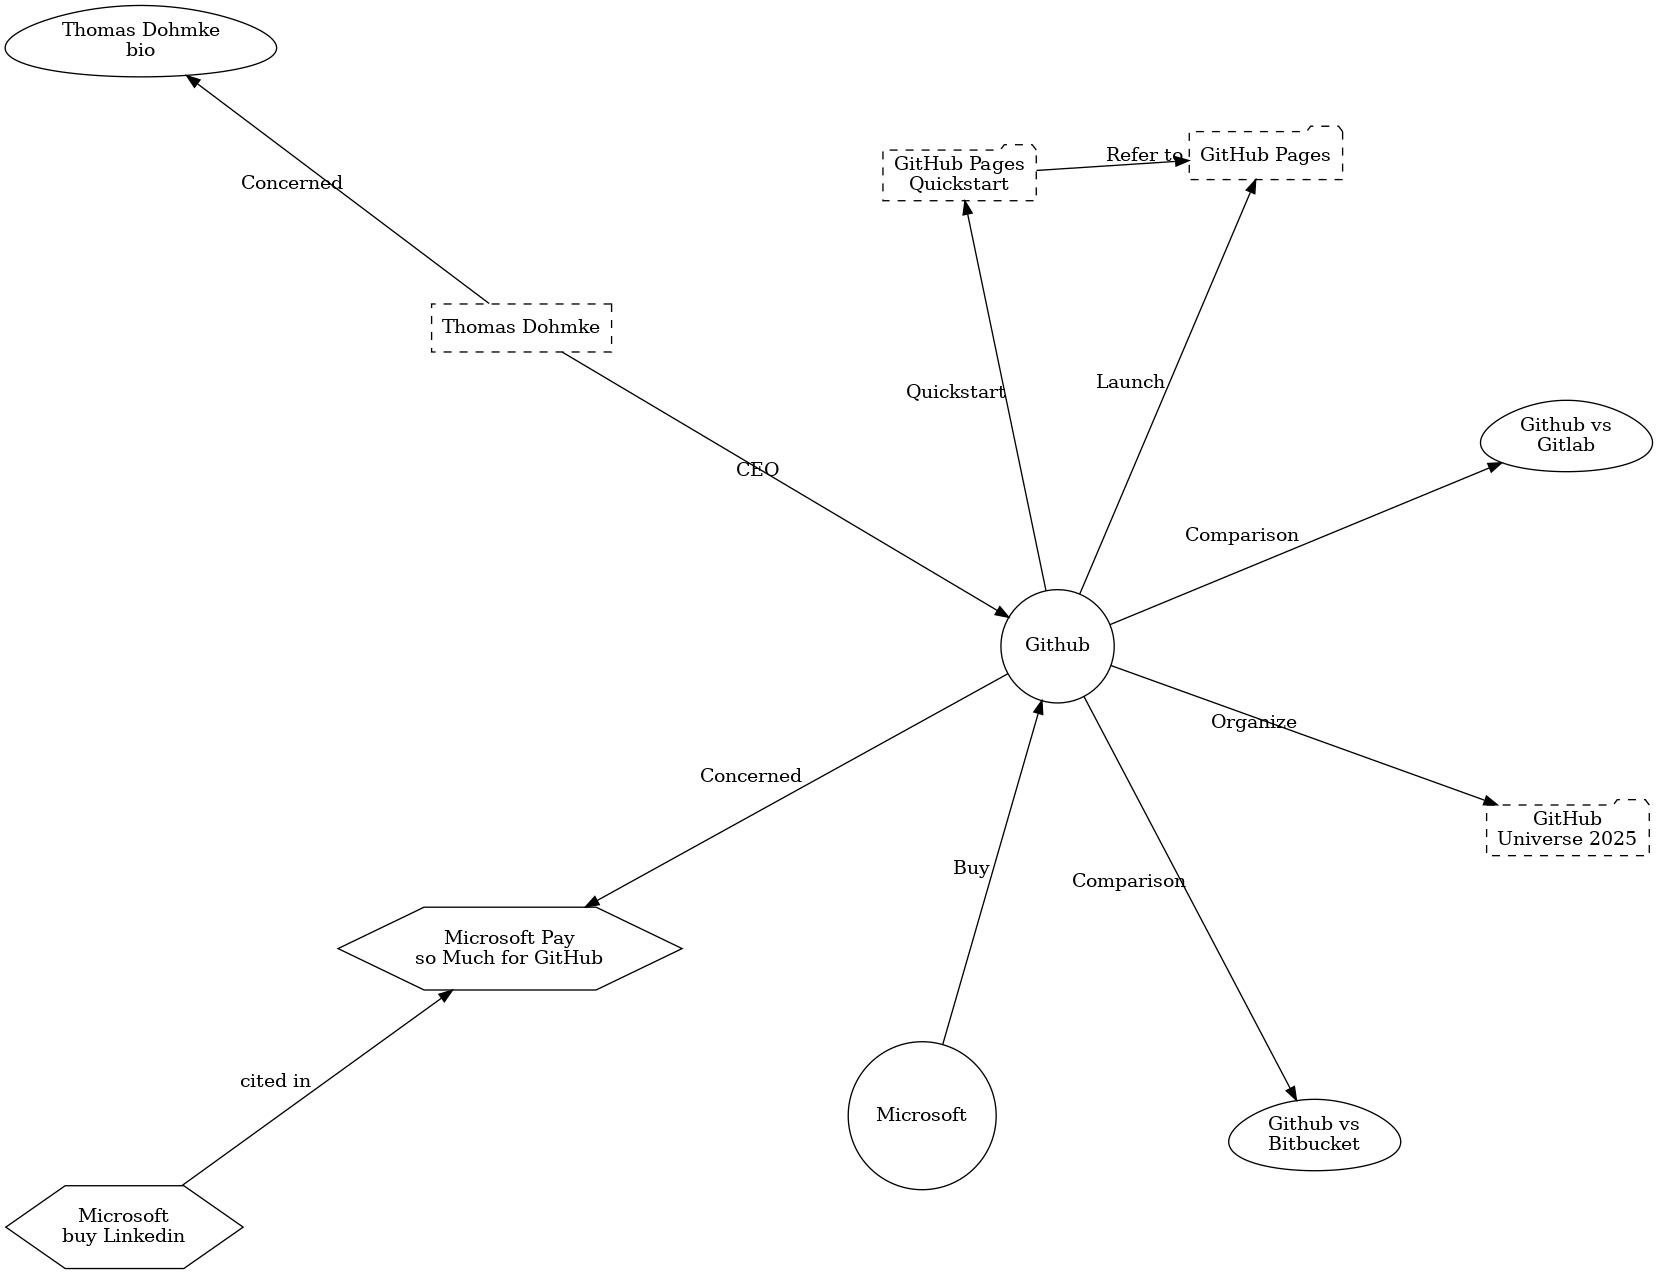 Thomas Dohmke
bio
Concerned
GitHub Pages
Quickstart
Refer to
GitHub Pages
Thomas Dohmke
Quickstart
Launch
Github vs
Gitlab
CEO
Comparison
Github
Organize
Concerned
GitHub
Universe 2025
Buy
Comparison
Microsoft Pay
so Much for GitHub
cited in
Microsoft
Github vs
Bitbucket
Microsoft
buy Linkedin